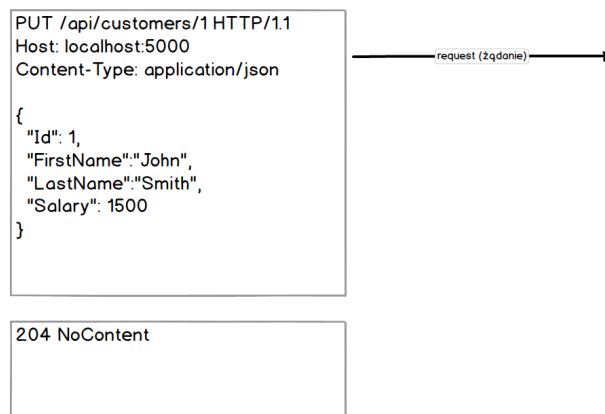 PUT /api/customers/1 HTTP/1.1
Host: localhost:5000
Content-Type: application/json
request (żądanie)
{
"Id": 1,
"FirstName":"John",
"LastName":"Smith",
"Salary": 1500
}
204 NoContent